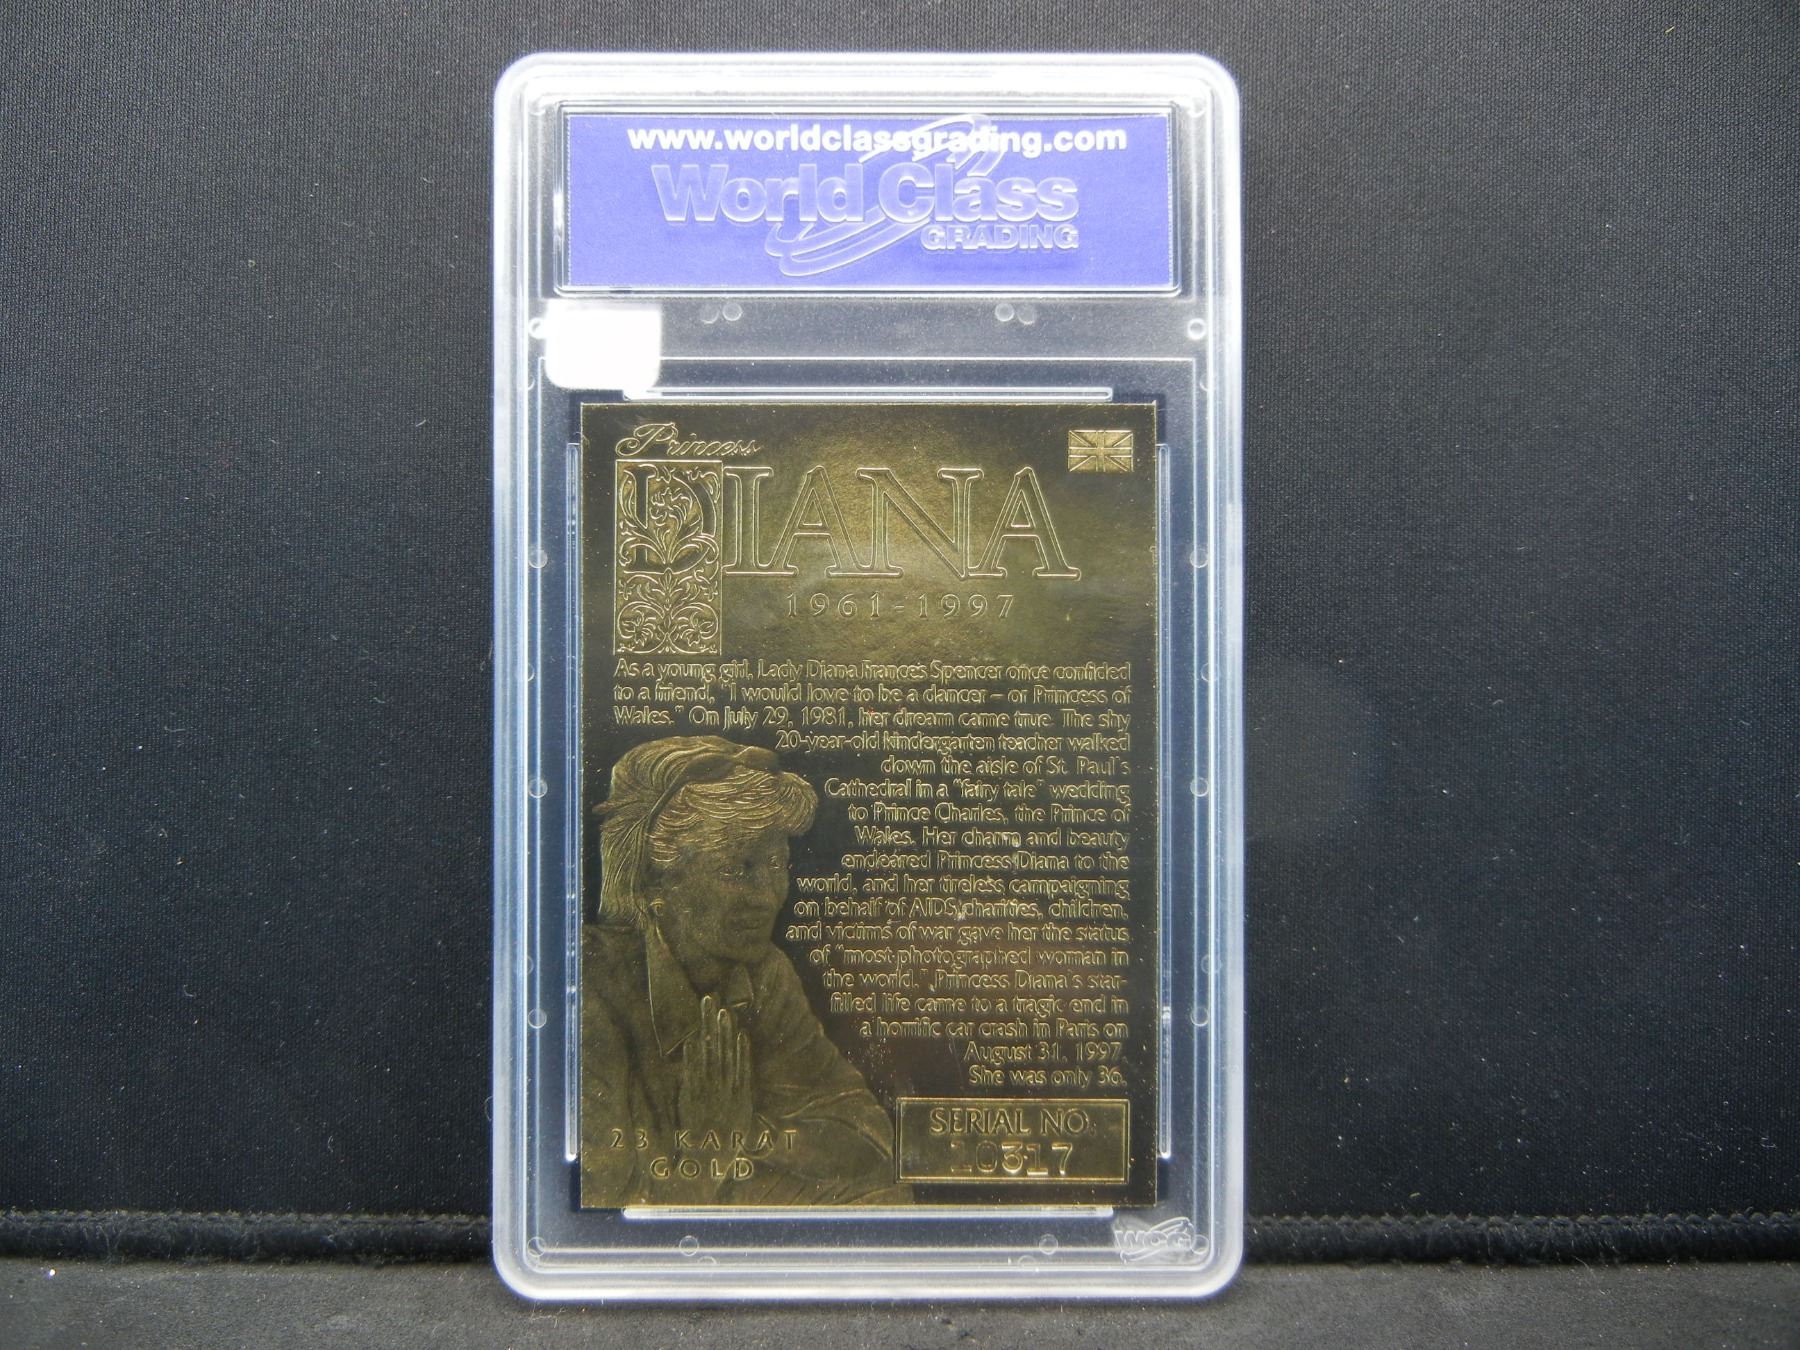 www.worldclassgrading.com
World Class
GRADING
Princess
DIANA
1961-1997
As a young girl, Lady Diana Frances Spencer once confided
to a friend, "I would love to be a dancer – or Princess of
Wales." On July 29, 1981, her dream came true. The shy
20-year-old kindergarten teacher walked
down the aisle of St. Paul's
Cathedral in a "fairy tale" wedding
to Prince Charles, the Prince of
Wales. Her charm and beauty
endeared Princess Diana to the
world, and her tireless campaigning
on behalf of AIDS charities, children,
and victims of war gave her the status
of "most photographed woman in
the world." Princess Diana's star-
filled life came to a tragic end in
a horrific car crash in Paris on
August 31, 1997.
She was only 36.
23 KARAT
GOLD
SERIAL NO:
10317
WCG